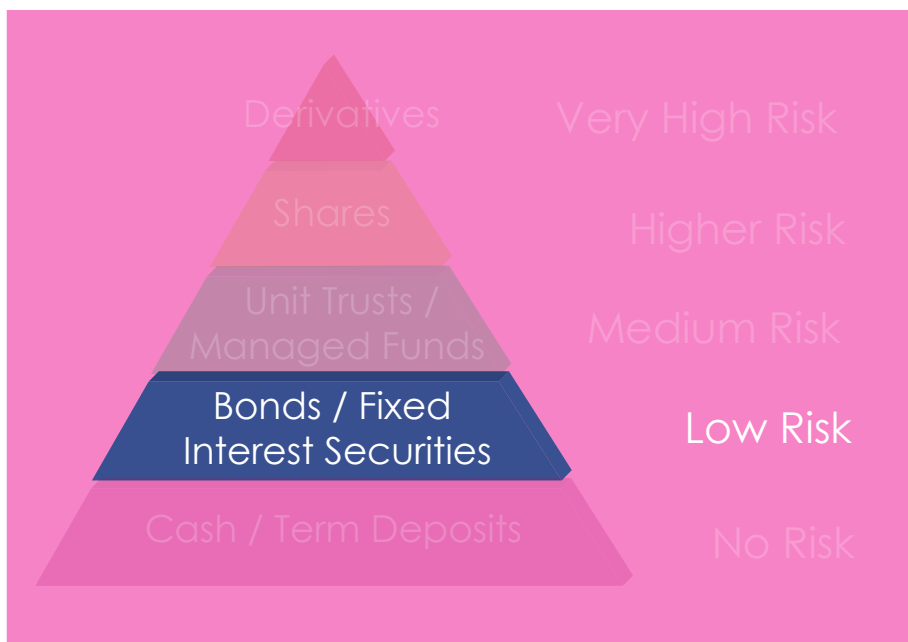 Derivatives
Very High Risk
Shares
Higher Risk
Unit Trusts /
Managed Funds
Medium Risk
Bonds / Fixed
Interest Securities
Low Risk
Cash / Term Deposits
No Risk